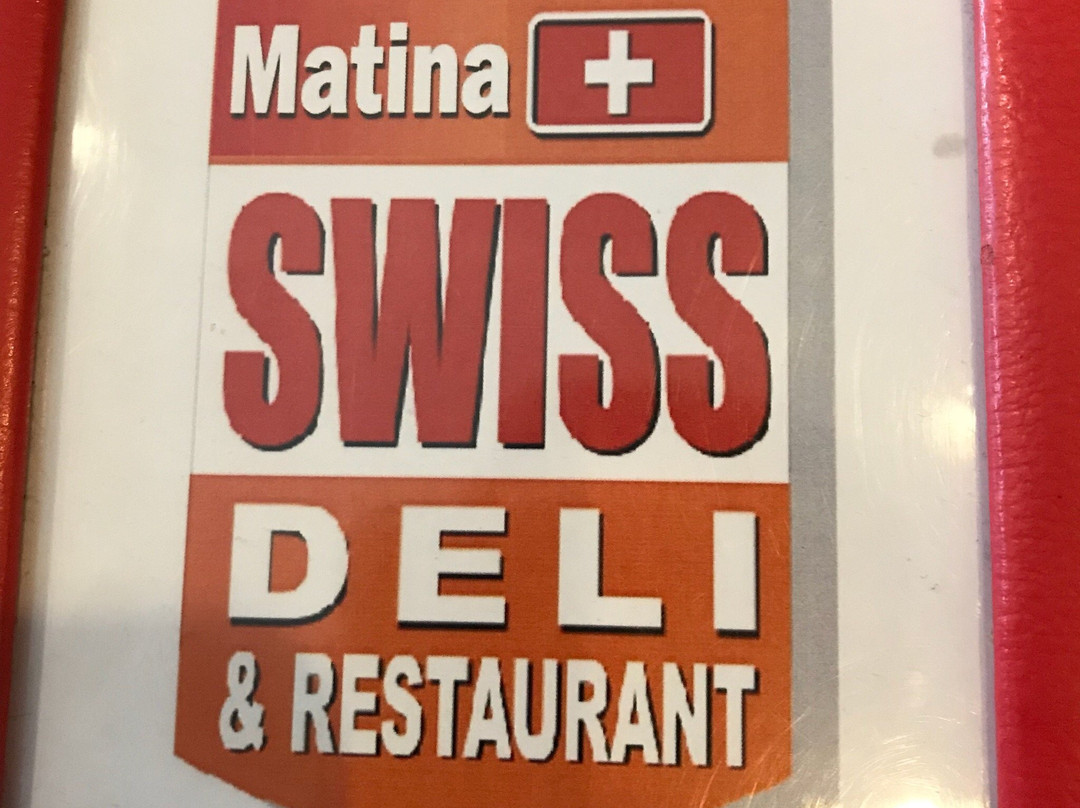 Matina
SWISS
DELI
& RESTAURANT